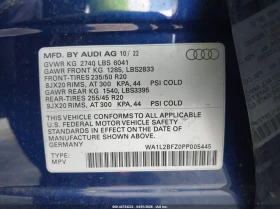 MFD. BY AUDI AG 10/22
GVWR KG 2740 LBS 6041
GAWR FRONT KG 1285, LBS2833
FRONT-TIRES 235/50 R20
8JX20 RIMS, AT 300 KPA, 44 PSI COLD
GAWR REAR KG 1540, LBS3395
REAR-TIRES 255/45 R20
9JX20 RIMS, AT 300 KPA, 44 PSI COLD
THIS VEHICLE CONFORMS TO ALL APPLICABLE
U.S. FEDERAL MOTOR VEHICLE SAFETY
STANDARDS IN EFFECT ON THE DATE OF
MANUFACTURE SHOWN ABOVE.
GERMANY
WA1L2BFZ0PP005445
TYPE:
MPV